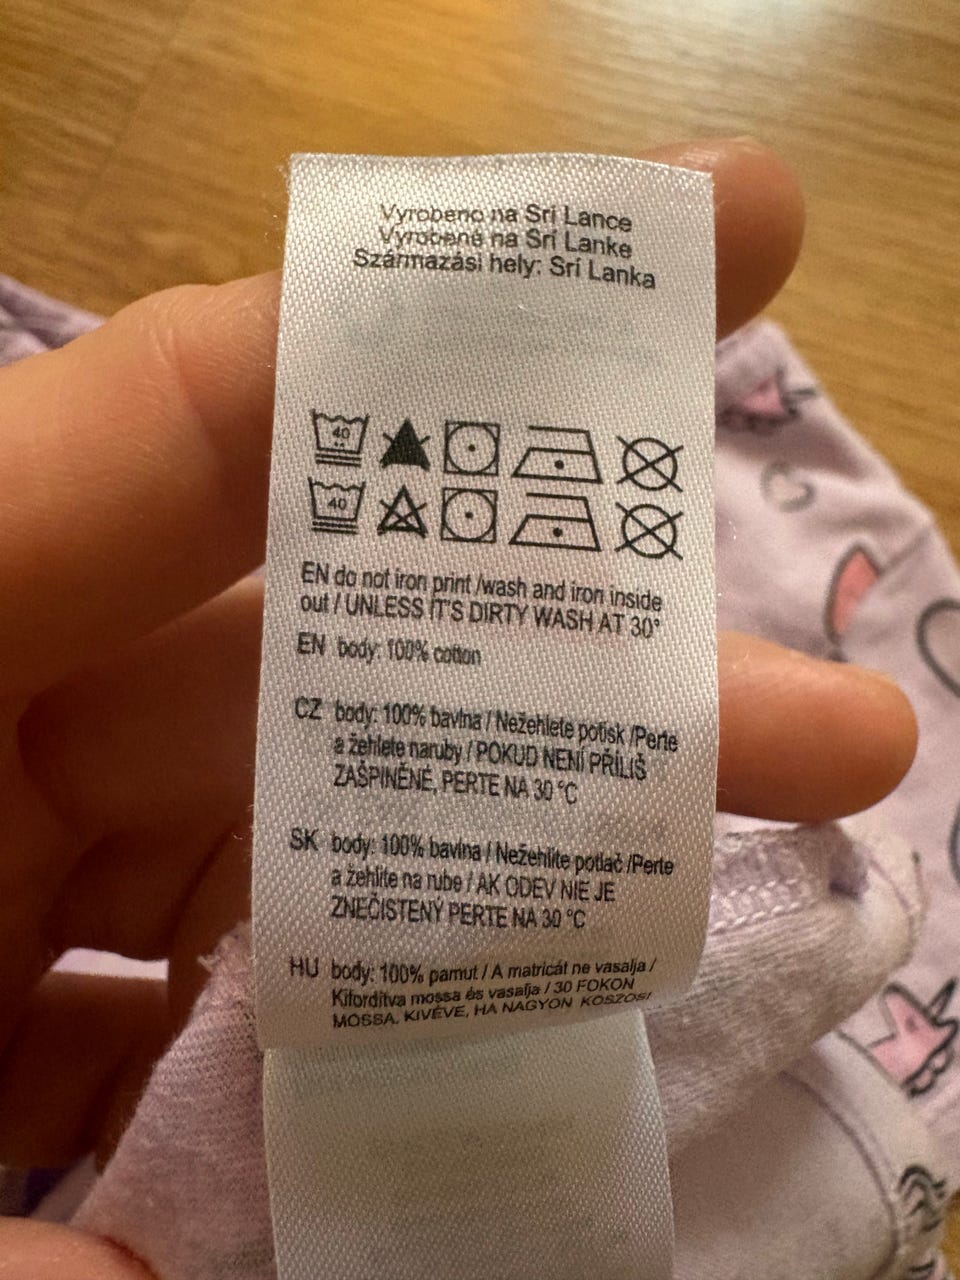 Vyrobeno na Srí Lance
Vyrobené na Srí Lanke
Származási hely: Srí Lanka
40
40
EN do not iron print /wash and iron inside
out / UNLESS IT'S DIRTY WASH AT 30°
EN body: 100% cotton
CZ body: 100% bavlna / Nežehlete potisk /Perte
a žehlete naruby / POKUD NENÍ PŘÍLIŠ
ZAŠPINĚNÉ, PERTE NA 30 °C
SK body: 100% bavlna / Nežehlite potlač /Perte
a žehlite na rube / AK ODEV NIE JE
ZNEČISTENÝ PERTE NA 30 °C
HU body: 100% pamut / A matricát ne vasalja /
Kifordítva mossa és vasalja / 30 FOKON
MOSSA, KIVÉVE, HA NAGYON KOSZOS/